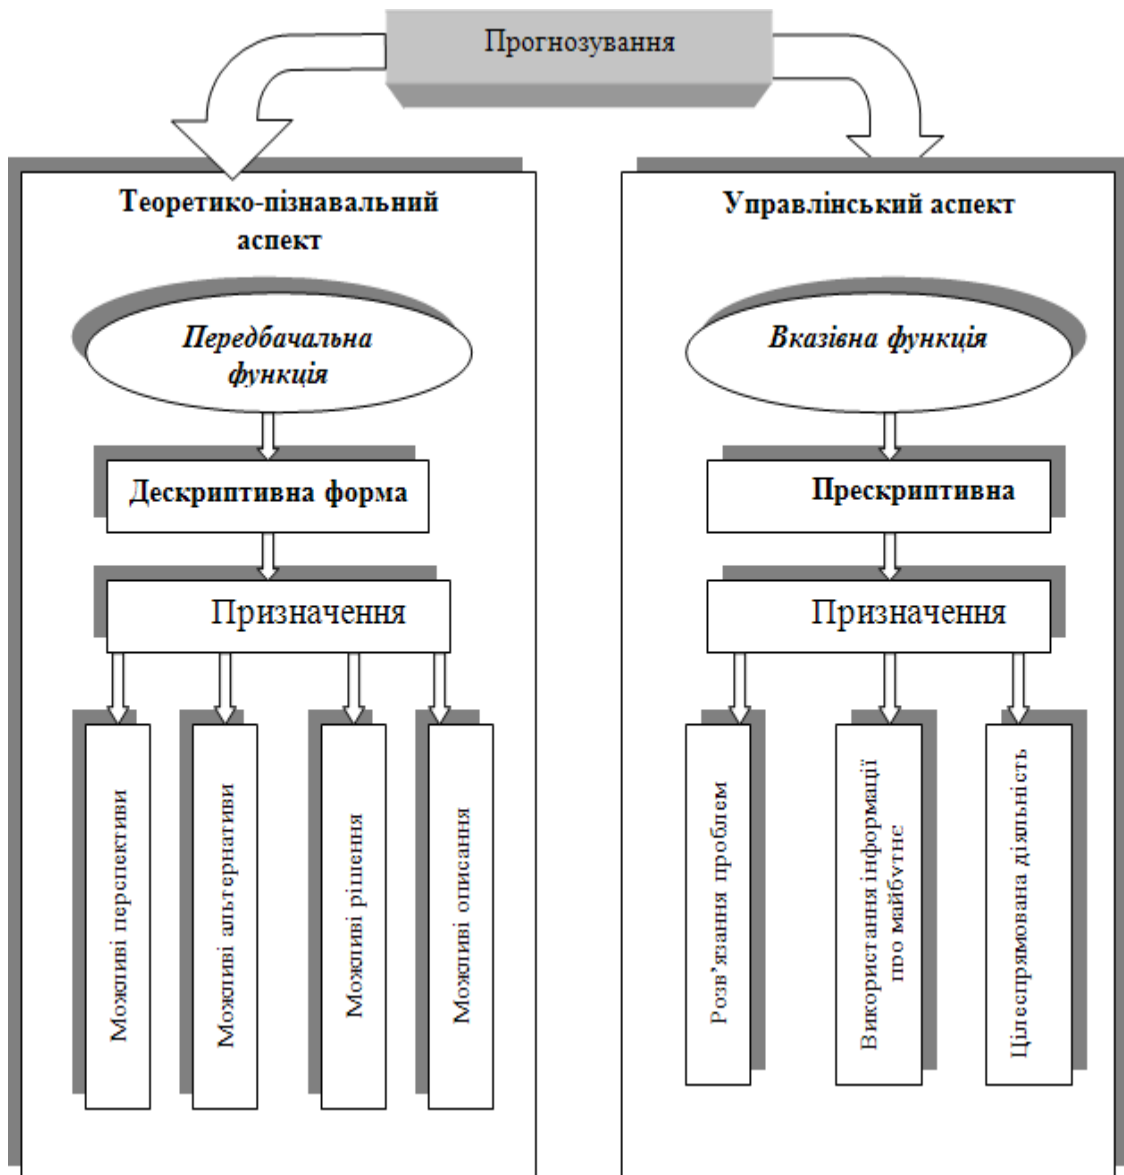 Прогнозування
Теоретико-пізнавальний
аспект
Передбачальна
функція
Дескриптивна форма
Призначення
Можливі перспективи
Можливі альтернативи
Можливі рішення
Можливі описання
Управлінський аспект
Вказівна функція
Прескриптивна
Призначення
Розв’язання проблем
Використання інформації
про майбутнє
Цілеспрямована діяльність